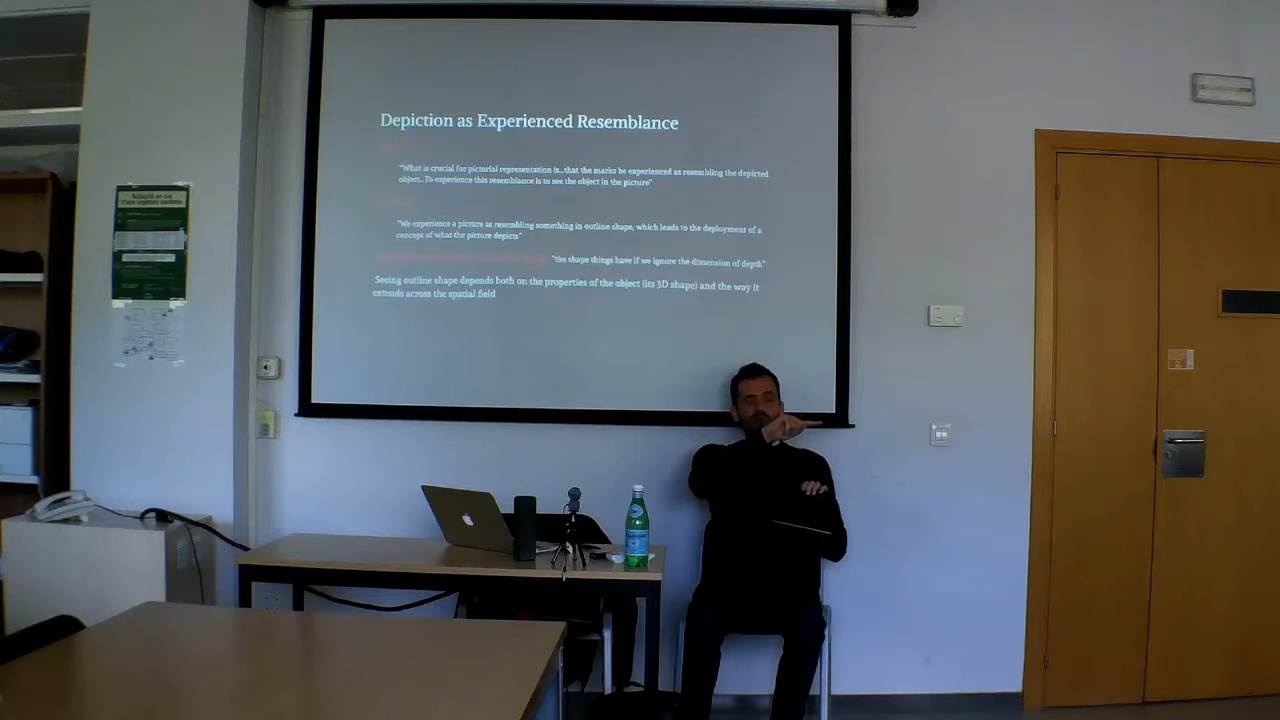 Depiction as Experienced Resemblance
"What is crucial for pictorial representation is...that the marks be experienced as resembling the depicted
object...To experience this resemblance is to see the object in the picture"
"We experience a picture as resembling something in outline shape, which leads to the deployment of a
concept of what the picture depicts"
"the shape things have if we ignore the dimension of depth"
Seeing outline shape depends both on the properties of the object (its 3D shape) and the way it
extends across the spatial field